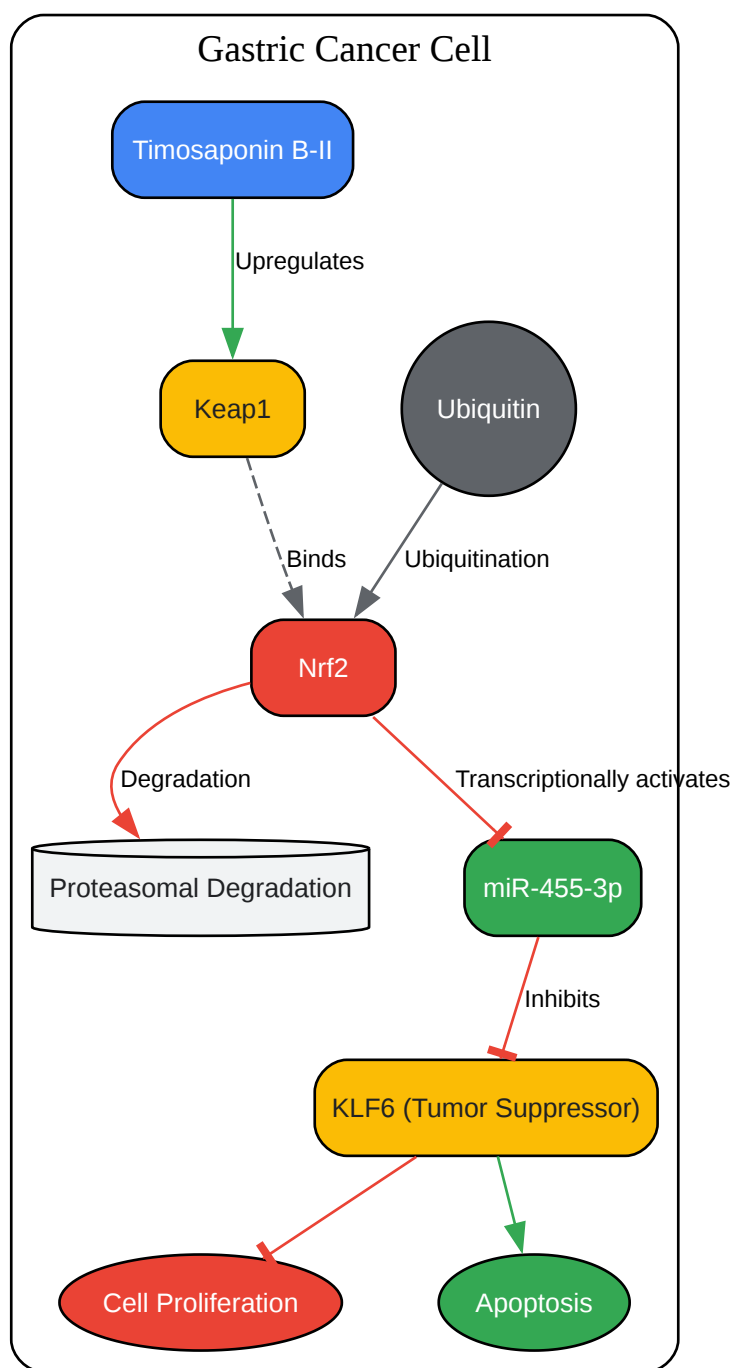 Gastric Cancer Cell
Timosaponin B-II
Upregulates
Keap1
Ubiquitin
Binds
Ubiquitination
Nrf2
Degradation
Transcriptionally activates
Proteasomal Degradation
miR-455-3p
Inhibits
KLF6 (Tumor Suppressor)
Cell Proliferation
Apoptosis